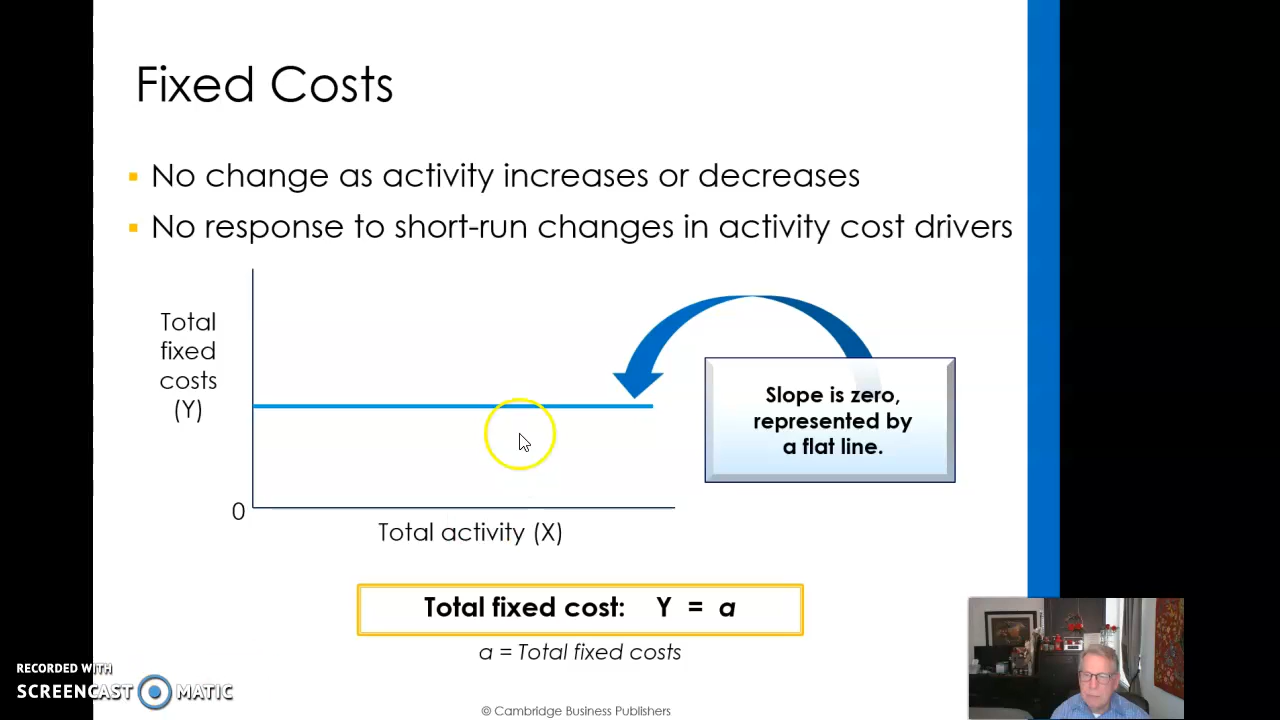 Fixed Costs
No change as activity increases or decreases
No response to short-run changes in activity cost drivers
Total
fixed
costs
(Y)
Slope is zero,
represented by
a flat line.
0
Total activity (X)
Total fixed cost: Y = a
a = Total fixed costs
RECORDED WITH
SCREENCAST MATIC
© Cambridge Business Publishers